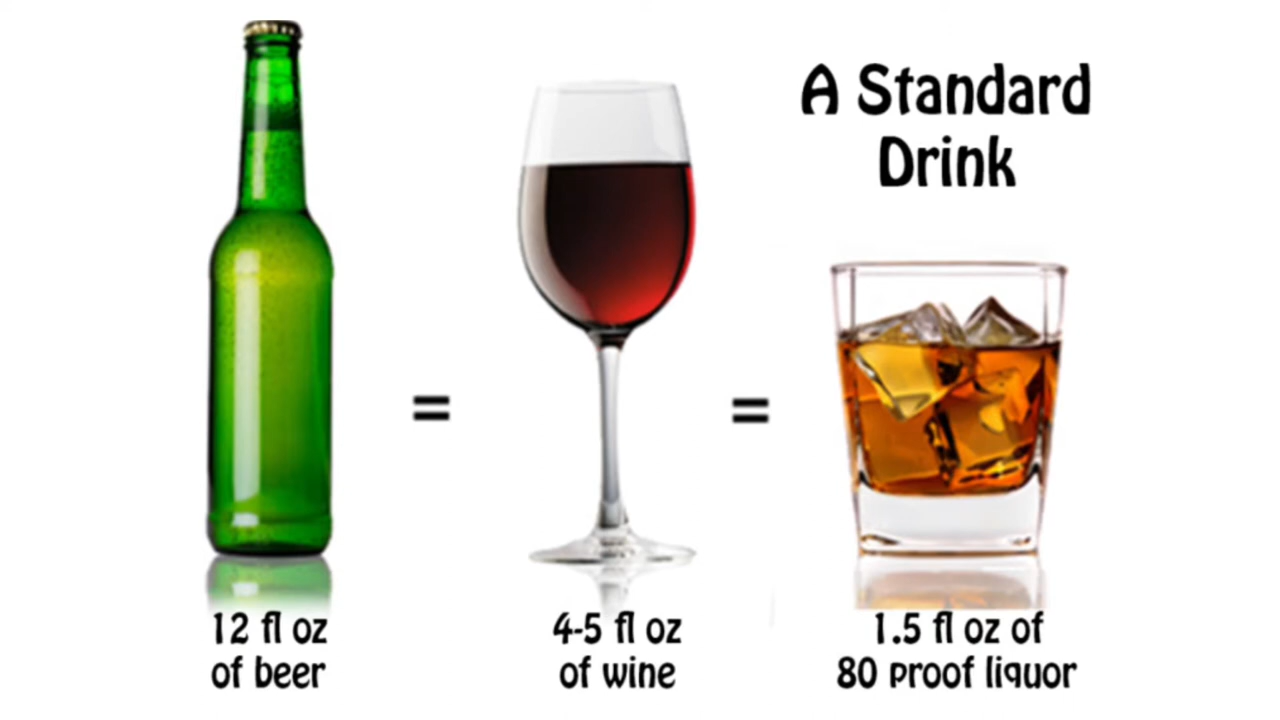 A Standard
Drink
=
=
12 fl oz
of beer
4-5 fl oz
of wine
1.5 fl oz of
80 proof liquor